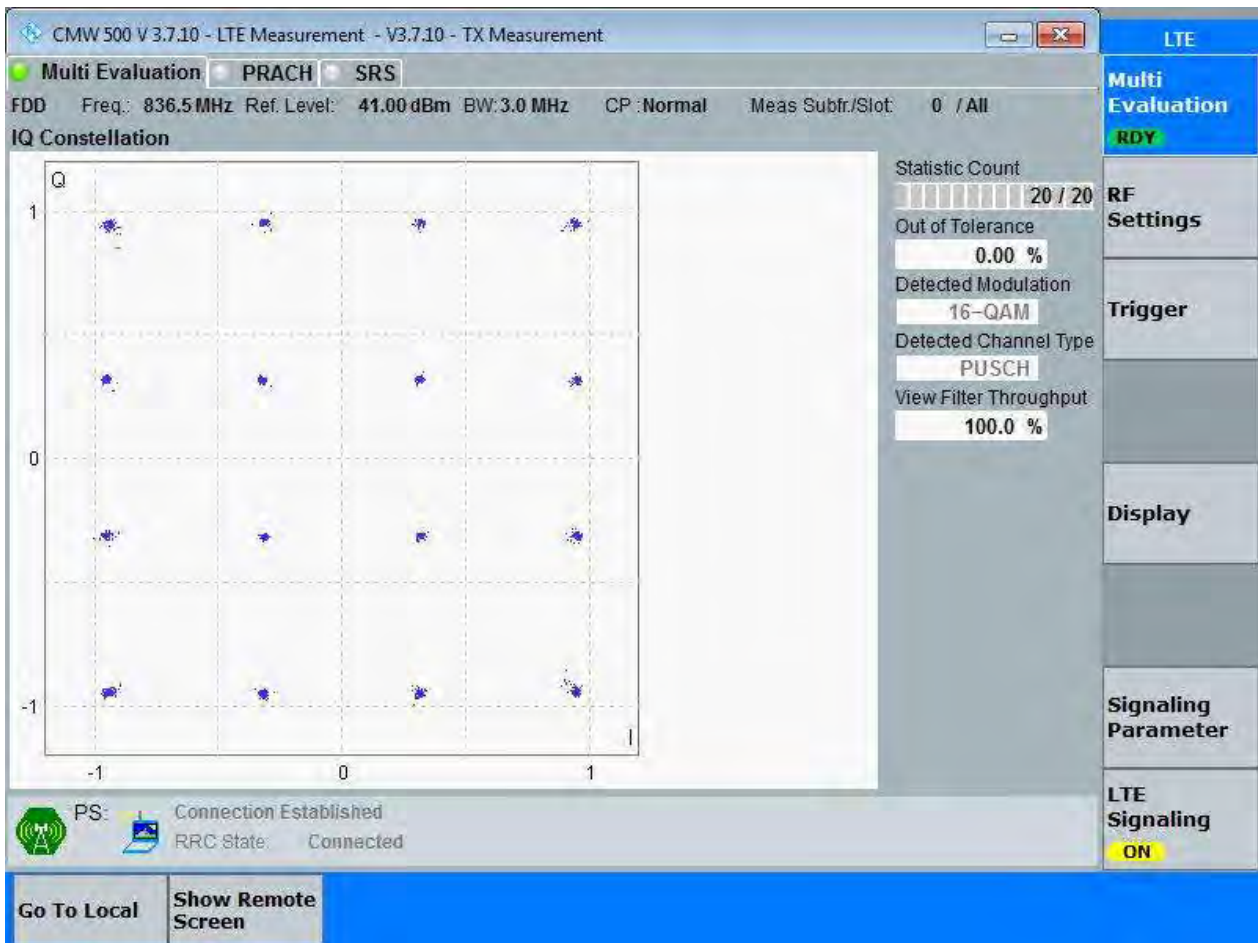 CMW 500 V 3.7.10 - LTE Measurement - V3.7.10 - TX Measurement
LTE
Multi Evaluation PRACH SRS
FDD Freq.: 836.5 MHz Ref. Level: 41.00 dBm BW: 3.0 MHz CP : Normal Meas Subfr./Slot: 0 / All
IQ Constellation
Q
1
0
-1
I
-1 0 1
Statistic Count
20 / 20
Out of Tolerance
0.00 %
Detected Modulation
16-QAM
Detected Channel Type
PUSCH
View Filter Throughput
100.0 %
Multi
Evaluation
RDY
RF
Settings
Trigger
Display
Signaling
Parameter
LTE
Signaling
ON
PS: Connection Established
RRC State: Connected
Go To Local
Show Remote
Screen